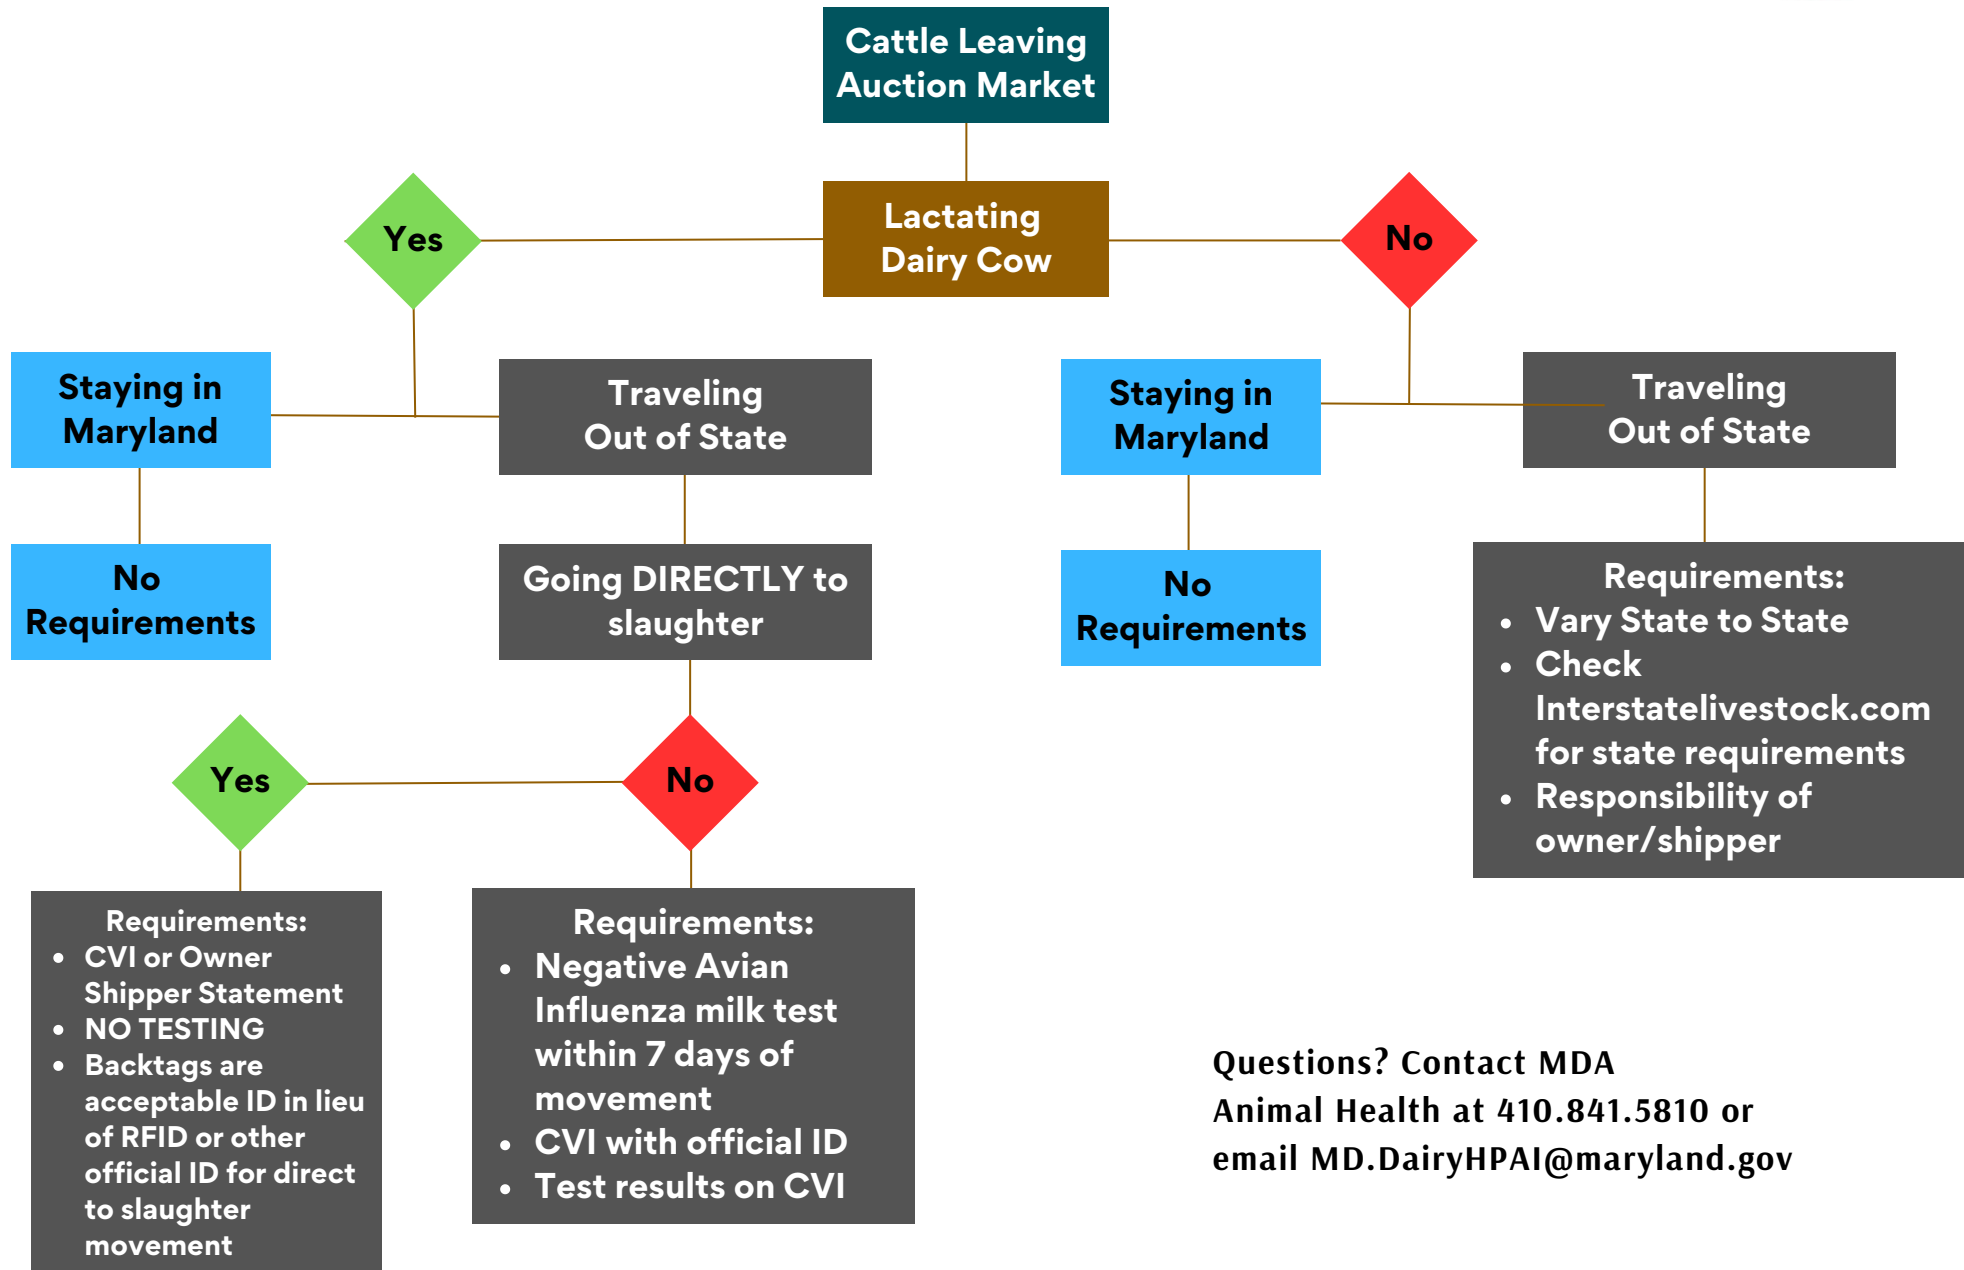 Cattle Leaving
Auction Market
Lactating
Dairy Cow
Yes
No
Staying in
Maryland
Traveling
Out of State
Staying in
Maryland
Traveling
Out of State
No
Requirements
Going DIRECTLY to
slaughter
No
Requirements
Requirements:
• Vary State to State
• Check
Interstatelivestock.com
for state requirements
• Responsibility of
owner/shipper
Yes
No
Requirements:
• CVI or Owner
Shipper Statement
• NO TESTING
• Backtags are
acceptable ID in lieu
of RFID or other
official ID for direct
to slaughter
movement
Requirements:
• Negative Avian
Influenza milk test
within 7 days of
movement
• CVI with official ID
• Test results on CVI
Questions? Contact MDA
Animal Health at 410.841.5810 or
email MD.DairyHPAI@maryland.gov